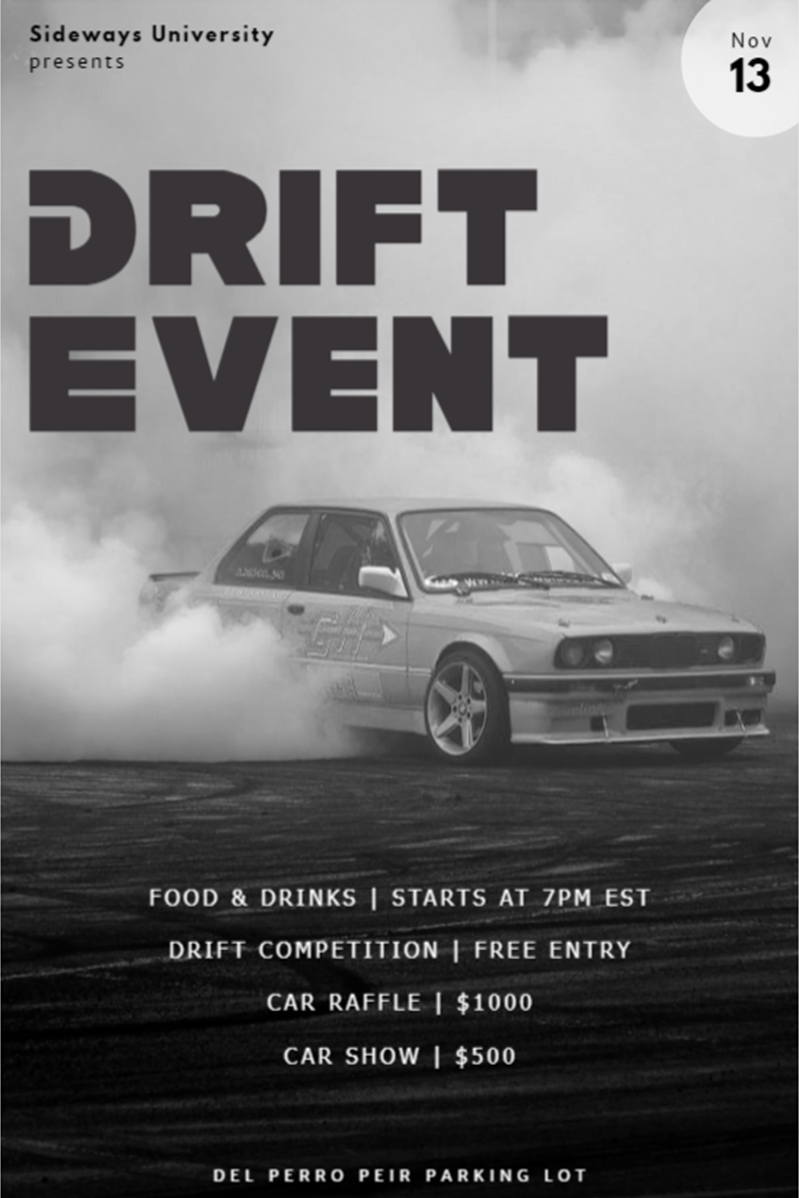 Sideways University
presents
Nov
13
DRIFT
EVENT
FOOD & DRINKS | STARTS AT 7PM EST
DRIFT COMPETITION | FREE ENTRY
CAR RAFFLE | $1000
CAR SHOW | $500
DEL PERRO PEIR PARKING LOT